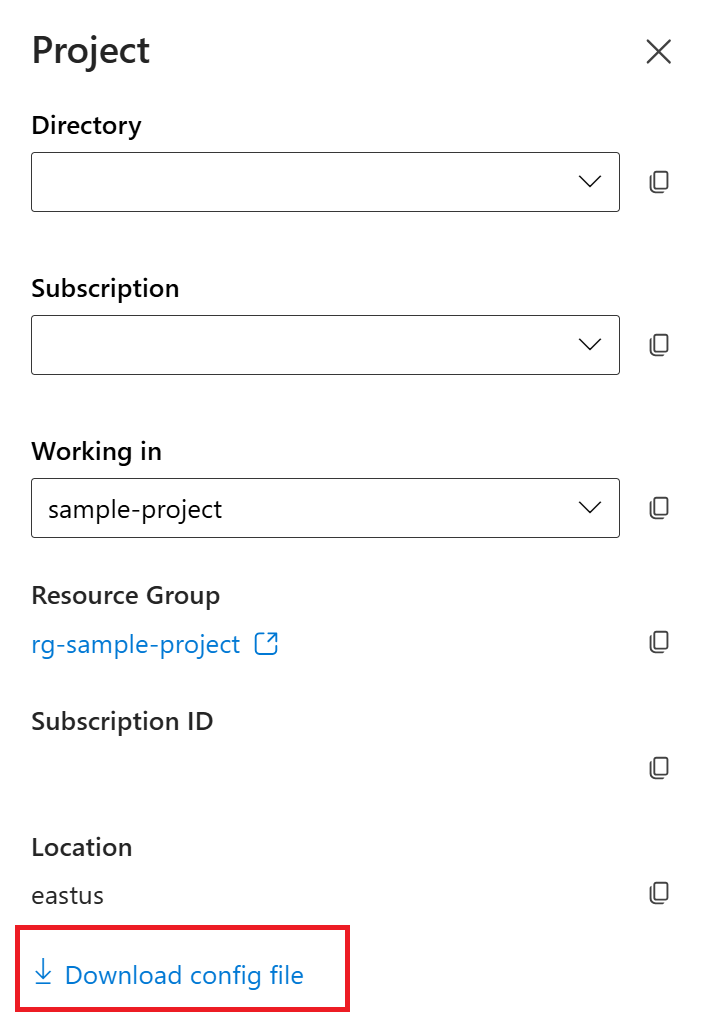 Project
Directory
Subscription
Working in
sample-project
Resource Group
rg-sample-project
Subscription ID
Location
eastus
Download config file